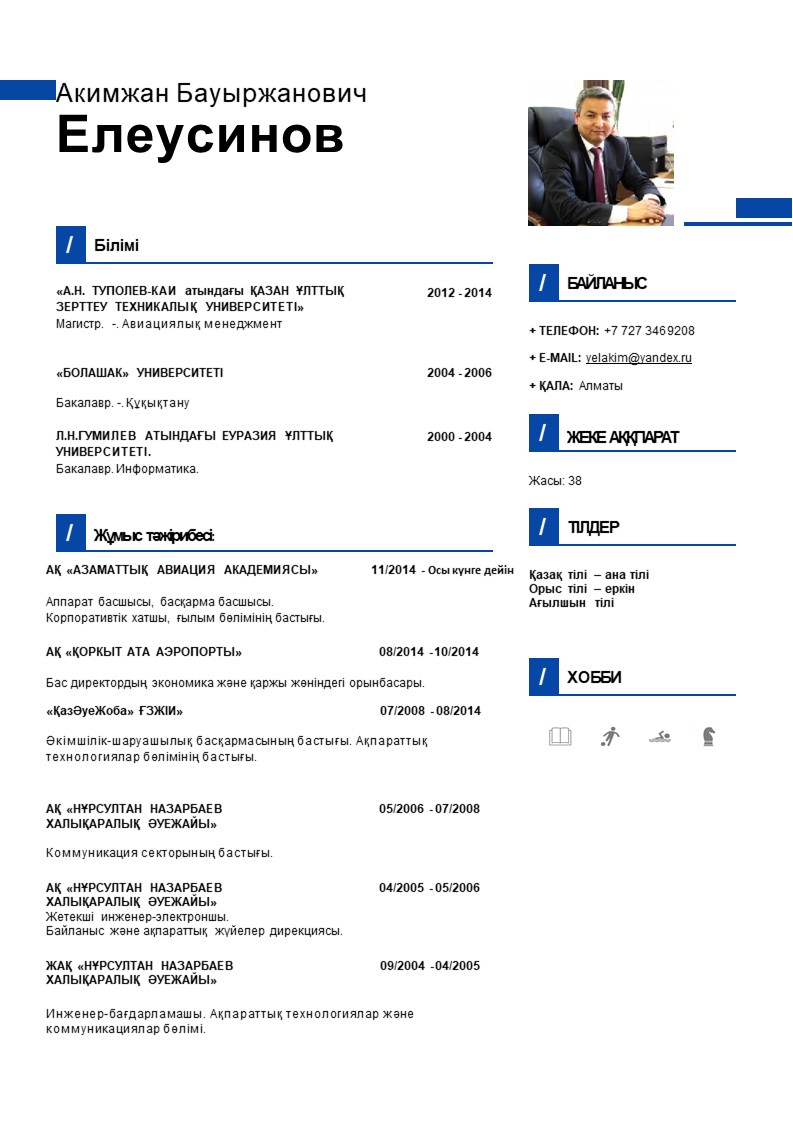 Акимжан Бауыржанович
Елеусинов
/ Білімі
«А.Н. ТУПОЛЕВ-КАИ атындағы ҚАЗАН ҰЛТТЫҚ 2012 - 2014
ЗЕРТТЕУ ТЕХНИКАЛЫҚ УНИВЕРСИТЕТІ»
Магистр. -. Авиациялық менеджмент
«БОЛАШАК» УНИВЕРСИТЕТІ 2004 - 2006
Бакалавр. -. Құқықтану
Л.Н.ГУМИЛЕВ АТЫНДАҒЫ ЕУРАЗИЯ ҰЛТТЫҚ 2000 - 2004
УНИВЕРСИТЕТІ.
Бакалавр. Информатика.
/ Жұмыс тәжірибесі:
АҚ «АЗАМАТТЫҚ АВИАЦИЯ АКАДЕМИЯСЫ» 11/2014 - Осы күнге дейін
Аппарат басшысы, басқарма басшысы.
Корпоративтік хатшы, ғылым бөлімінің бастығы.
АҚ «ҚОРКЫТ АТА АЭРОПОРТЫ» 08/2014 -10/2014
Бас директордың экономика және қаржы жөніндегі орынбасары.
«ҚазӘуеЖоба» ҒЗЖІИ» 07/2008 - 08/2014
Әкімшілік-шаруашылық басқармасының бастығы. Ақпараттық
технологиялар бөлімінің бастығы.
АҚ «НҰРСУЛТАН НАЗАРБАЕВ 05/2006 - 07/2008
ХАЛЫҚАРАЛЫҚ ӘУЕЖАЙЫ»
Коммуникация секторының бастығы.
АҚ «НҰРСУЛТАН НАЗАРБАЕВ 04/2005 - 05/2006
ХАЛЫҚАРАЛЫҚ ӘУЕЖАЙЫ»
Жетекші инженер-электроншы.
Байланыс және ақпараттық жүйелер дирекциясы.
ЖАҚ «НҰРСУЛТАН НАЗАРБАЕВ 09/2004 -04/2005
ХАЛЫҚАРАЛЫҚ ӘУЕЖАЙЫ»
Инженер-бағдарламашы. Ақпараттық технологиялар және
коммуникациялар бөлімі.
/ БАЙЛАНЫС
+ ТЕЛЕФОН: +7 727 3469208
+ E-MAIL: yelakim@yandex.ru
+ ҚАЛА: Алматы
/ ЖЕКЕ АҚҚПАРАТ
Жасы: 38
/ ТІЛДЕР
Қазақ тілі – ана тілі
Орыс тілі – еркін
Ағылшын тілі
/ ХОББИ